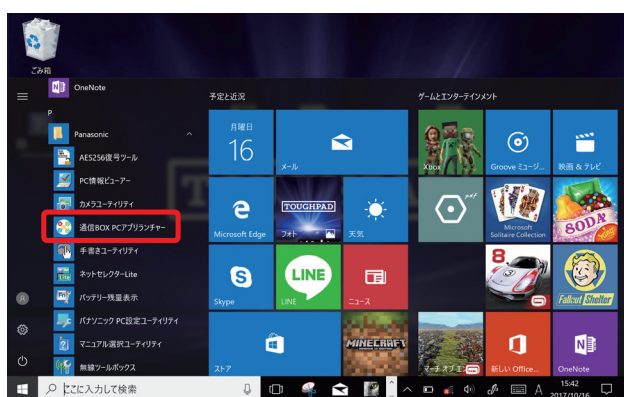 ごみ箱
OneNote
P
Panasonic
AES256復号ツール
PC情報ビューアー
カメラユーティリティ
通信BOX PCアプリランチャー
手書きユーティリティ
ネットセレクターLite
バッテリー残量表示
パナソニック PC設定ユーティリティ
マニュアル選択ユーティリティ
無線ツールボックス
予定と近況
月曜日
16
メール
Microsoft Edge
TOUGHPAD
フォト
天気
Skype
LINE
LINE
ニュース
ストア
MINECRAFT
ゲームとエンターテインメント
Xbox
Groove ミュージ...
映画 & テレビ
Microsoft
Solitaire Collection
SODA
8
Fallout Shelter
マーチ オブ エン
新しい Office...
OneNote
ここに入力して検索
A
15:42
2017/10/16